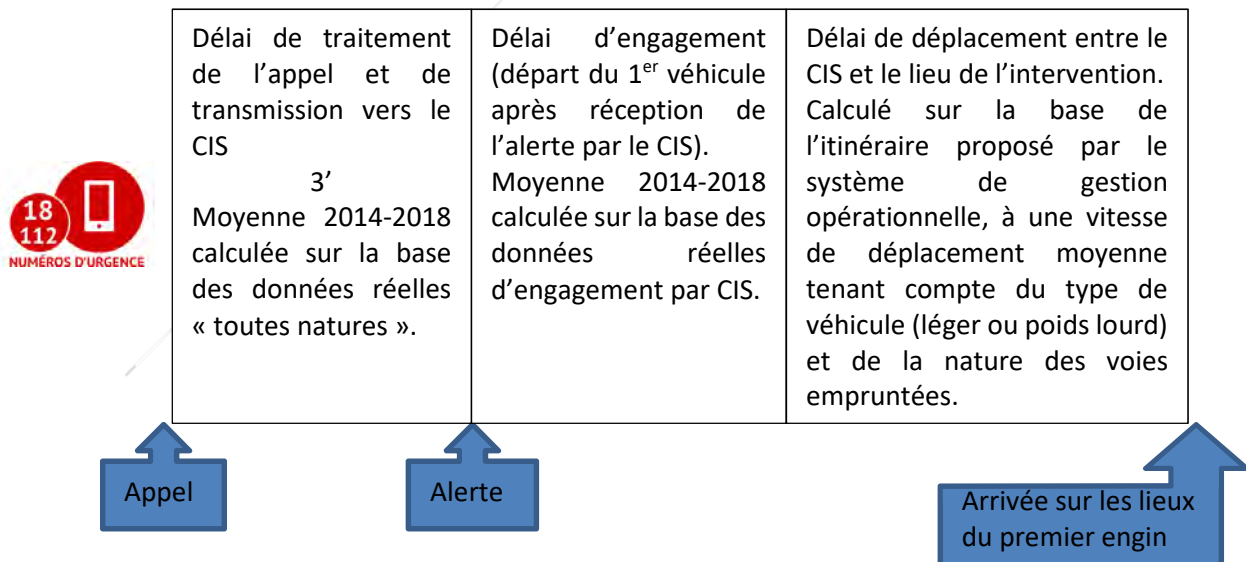 18
112
NUMÉROS D'URGENCE
Délai de traitement
de l’appel et de
transmission vers le
CIS
3’
Moyenne 2014-2018
calculée sur la base
des données réelles
« toutes natures ».
Délai d’engagement
(départ du 1er véhicule
après réception de
l’alerte par le CIS).
Moyenne 2014-2018
calculée sur la base des
données réelles
d’engagement par CIS.
Délai de déplacement entre le
CIS et le lieu de l’intervention.
Calculé sur la base de
l’itinéraire proposé par le
système de gestion
opérationnelle, à une vitesse
de déplacement moyenne
tenant compte du type de
véhicule (léger ou poids lourd)
et de la nature des voies
empruntées.
Appel
Alerte
Arrivée sur les lieux
du premier engin